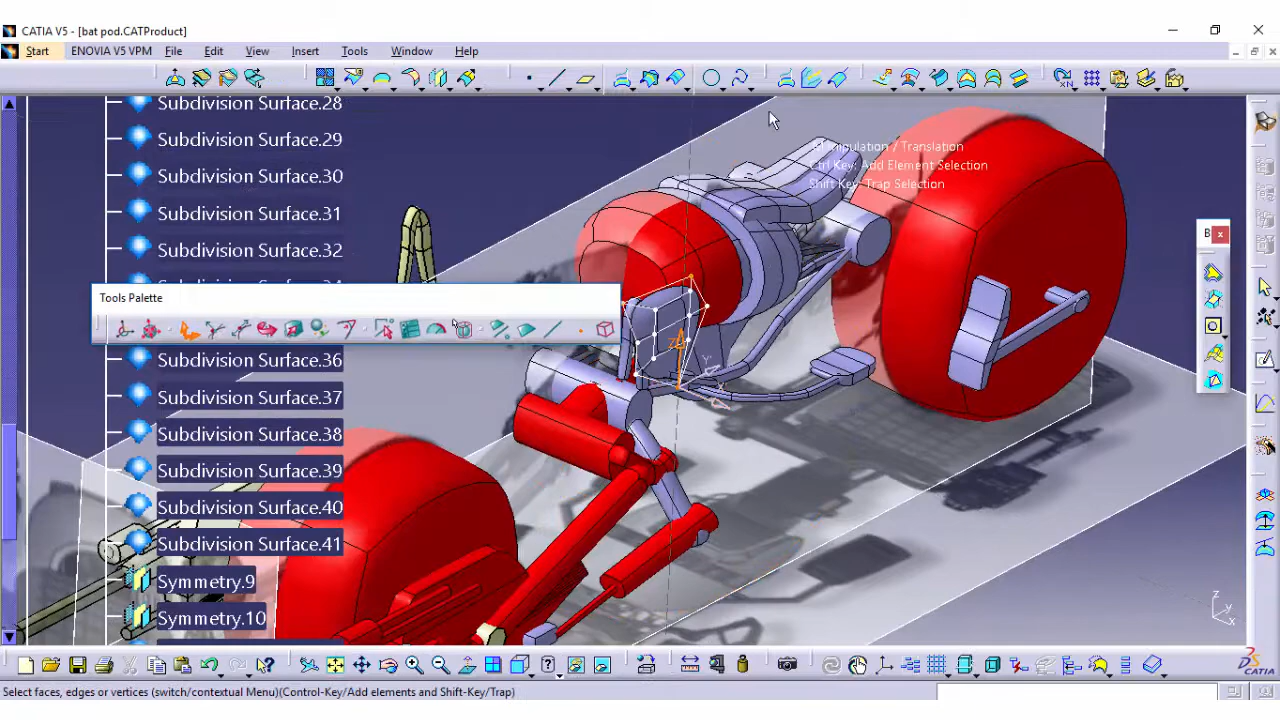 CATIA V5 - [bat pod.CATProduct]
Start ENOVIA V5 VPM File Edit View Insert Tools Window Help
Subdivision Surface.28
Subdivision Surface.29
Subdivision Surface.30
Subdivision Surface.31
Subdivision Surface.32
Tools Palette
Subdivision Surface.36
Subdivision Surface.37
Subdivision Surface.38
Subdivision Surface.39
Subdivision Surface.40
Subdivision Surface.41
Symmetry.9
Symmetry.10
Ctrl Key: Add Element Selection
Shift Key: Trap Selection
B
Select faces, edges or vertices (switch/contextual Menu)(Control-Key/Add elements and Shift-Key/Trap)
CATIA